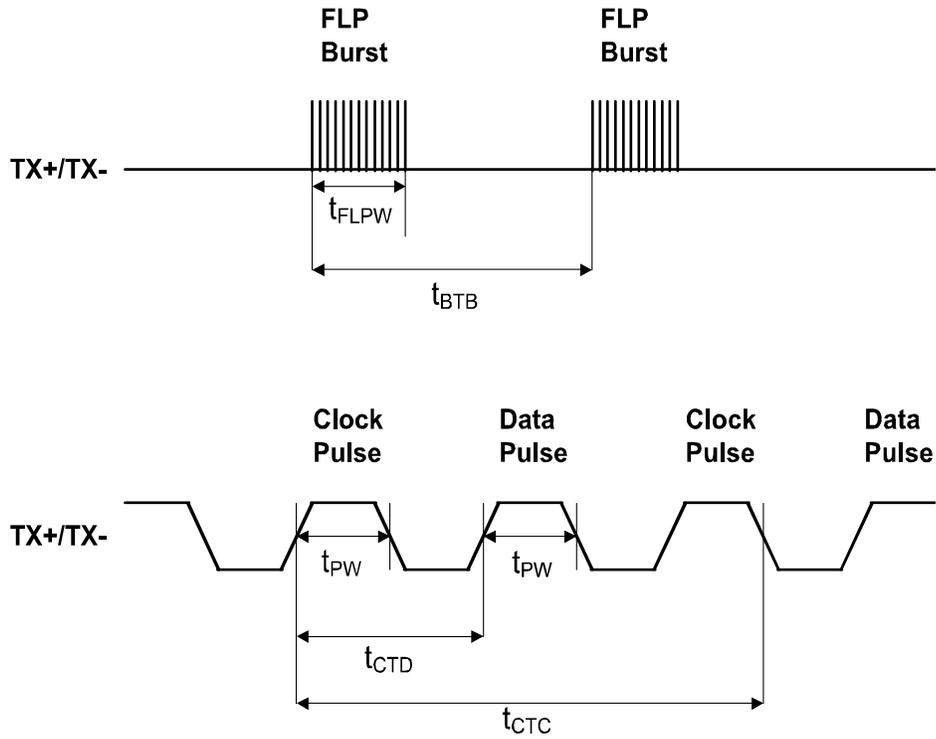 FLP Burst
FLP Burst
TX+/TX-
tFLPW
tBTB
Clock Pulse
Data Pulse
Clock Pulse
Data Pulse
TX+/TX-
tPW
tPW
tCTD
tCTC